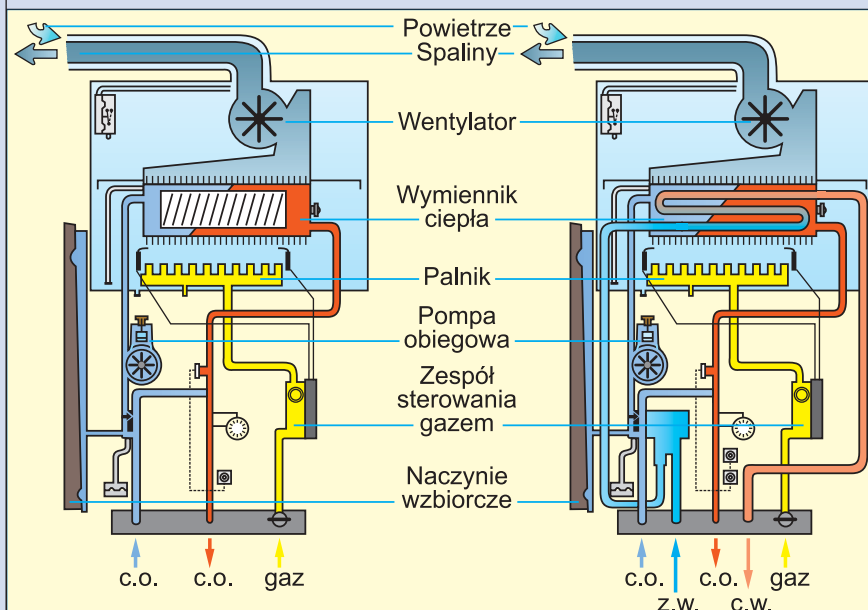 Powietrze
Spaliny
Wentylator
Wymiennik
ciepła
Palnik
Pompa
obiegowa
Zespół
sterowania
gazem
Naczynie
wzbiorcze
c.o. c.o. gaz
c.o. c.o. gaz
z.w. c.w.